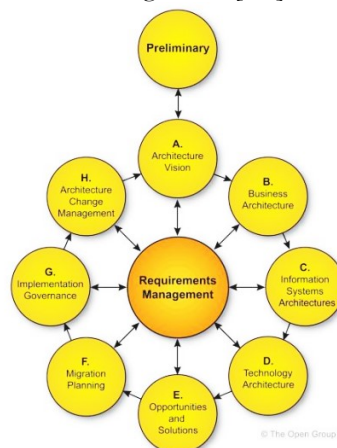 Preliminary
A.
Architecture
Vision
B.
Business
Architecture
C.
Information
Systems
Architectures
D.
Technology
Architecture
E.
Opportunities
and
Solutions
F.
Migration
Planning
G.
Implementation
Governance
H.
Architecture
Change
Management
Requirements
Management
© The Open Group